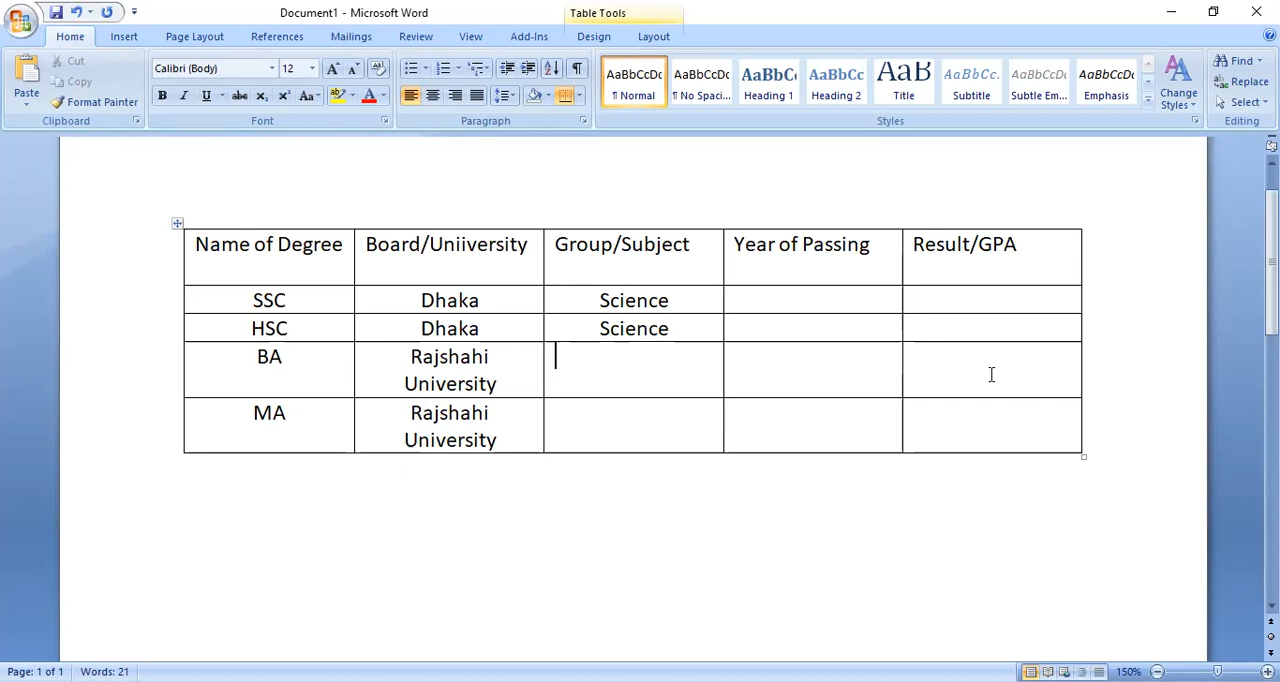 Document1 - Microsoft Word
Table Tools
Home Insert Page Layout References Mailings Review View Add-Ins Design Layout
Paste
Cut
Copy
Format Painter
Clipboard
Calibri (Body) 12
B I U abc X₂ X² Aa
Font
Paragraph
AaBbCcDc AaBbCcDc AaBbC AaBbCc AaB AaBbCc. AaBbCcDc AaBbCcDc
¶ Normal ¶ No Spaci... Heading 1 Heading 2 Title Subtitle Subtle Em... Emphasis
Styles
Change
Styles
Find
Replace
Select
Editing
Name of Degree Board/Uniiversity Group/Subject Year of Passing Result/GPA
SSC Dhaka Science
HSC Dhaka Science
BA Rajshahi
University
MA Rajshahi
University
Page: 1 of 1 Words: 21 150%